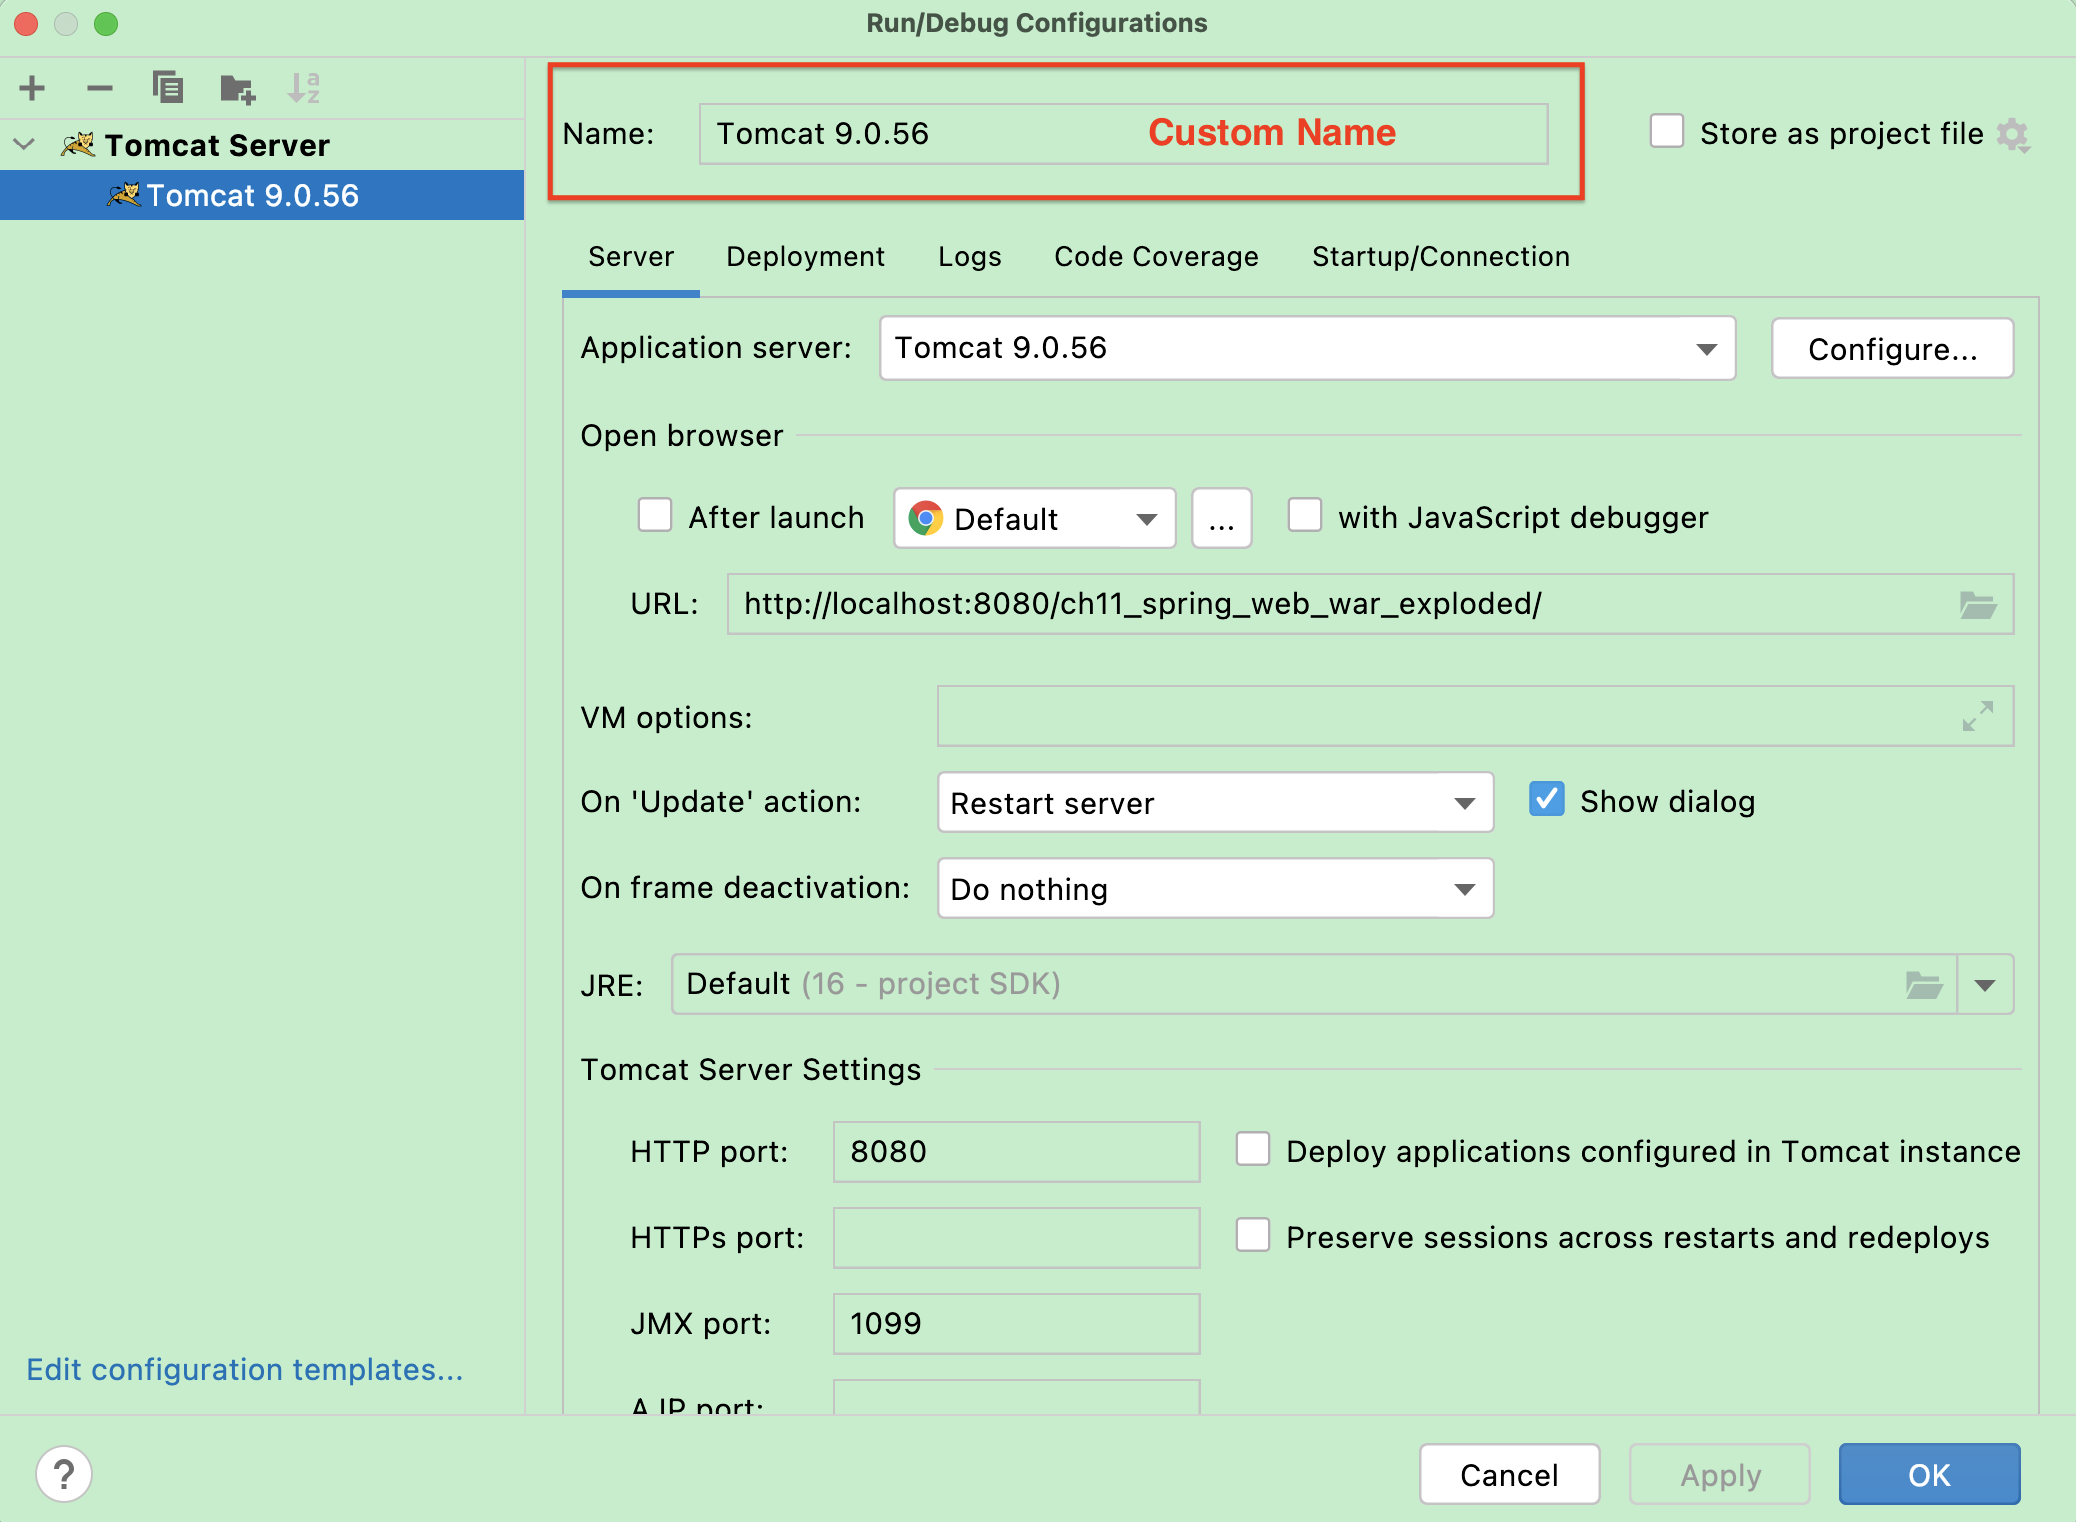 Run/Debug Configurations
Tomcat Server
Tomcat 9.0.56
Name: Tomcat 9.0.56 Custom Name
Store as project file
Server Deployment Logs Code Coverage Startup/Connection
Application server: Tomcat 9.0.56 Configure...
Open browser
After launch Default ... with JavaScript debugger
URL: http://localhost:8080/ch11_spring_web_war_exploded/
VM options:
On 'Update' action: Restart server Show dialog
On frame deactivation: Do nothing
JRE: Default (16 - project SDK)
Tomcat Server Settings
HTTP port: 8080 Deploy applications configured in Tomcat instance
HTTPs port: Preserve sessions across restarts and redeploys
JMX port: 1099
AJP port:
Edit configuration templates...
? Cancel Apply OK